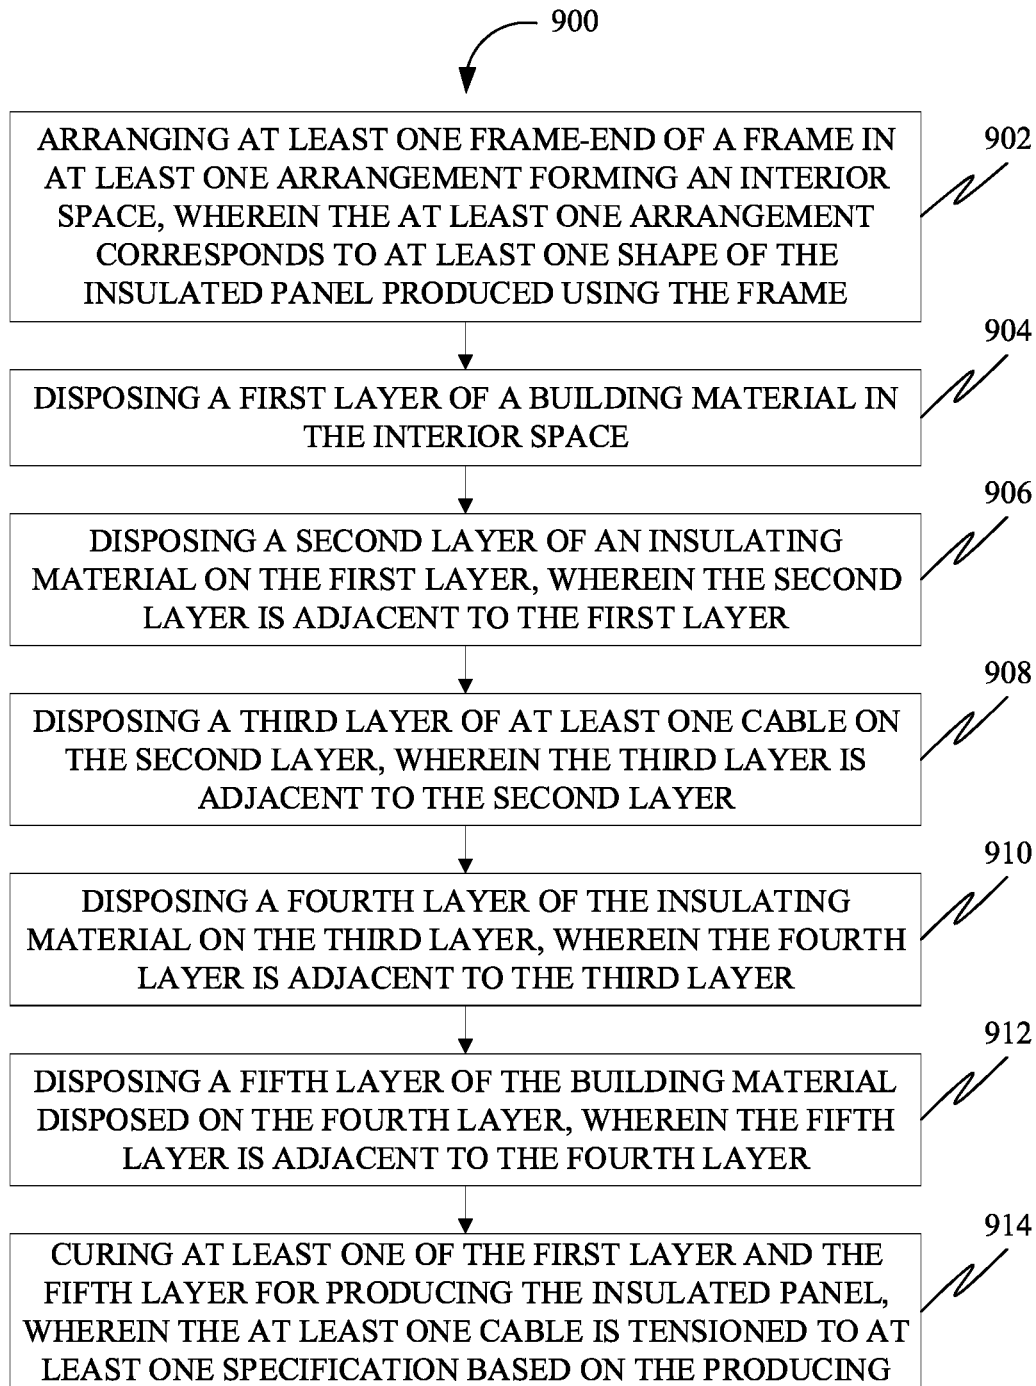 900
ARRANGING AT LEAST ONE FRAME-END OF A FRAME IN
AT LEAST ONE ARRANGEMENT FORMING AN INTERIOR
SPACE, WHEREIN THE AT LEAST ONE ARRANGEMENT
CORRESPONDS TO AT LEAST ONE SHAPE OF THE
INSULATED PANEL PRODUCED USING THE FRAME
902
DISPOSING A FIRST LAYER OF A BUILDING MATERIAL IN
THE INTERIOR SPACE
904
DISPOSING A SECOND LAYER OF AN INSULATING
MATERIAL ON THE FIRST LAYER, WHEREIN THE SECOND
LAYER IS ADJACENT TO THE FIRST LAYER
906
DISPOSING A THIRD LAYER OF AT LEAST ONE CABLE ON
THE SECOND LAYER, WHEREIN THE THIRD LAYER IS
ADJACENT TO THE SECOND LAYER
908
DISPOSING A FOURTH LAYER OF THE INSULATING
MATERIAL ON THE THIRD LAYER, WHEREIN THE FOURTH
LAYER IS ADJACENT TO THE THIRD LAYER
910
DISPOSING A FIFTH LAYER OF THE BUILDING MATERIAL
DISPOSED ON THE FOURTH LAYER, WHEREIN THE FIFTH
LAYER IS ADJACENT TO THE FOURTH LAYER
912
CURING AT LEAST ONE OF THE FIRST LAYER AND THE
FIFTH LAYER FOR PRODUCING THE INSULATED PANEL,
WHEREIN THE AT LEAST ONE CABLE IS TENSIONED TO AT
LEAST ONE SPECIFICATION BASED ON THE PRODUCING
914